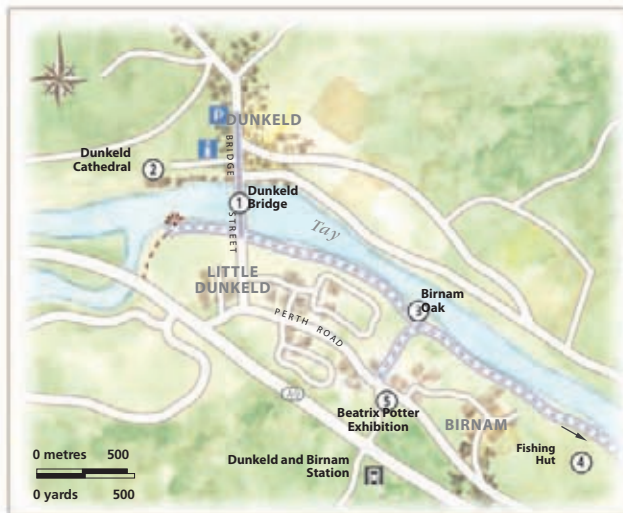 DUNKELD
BRIDGE STREET
Dunkeld
Cathedral
2
1
Dunkeld
Bridge
Tay
LITTLE
DUNKELD
Birnam
Oak
3
PERTH ROAD
5
Beatrix Potter
Exhibition
BIRNAM
Fishing
Hut
4
Dunkeld and Birnam
Station
0 metres 500
0 yards 500